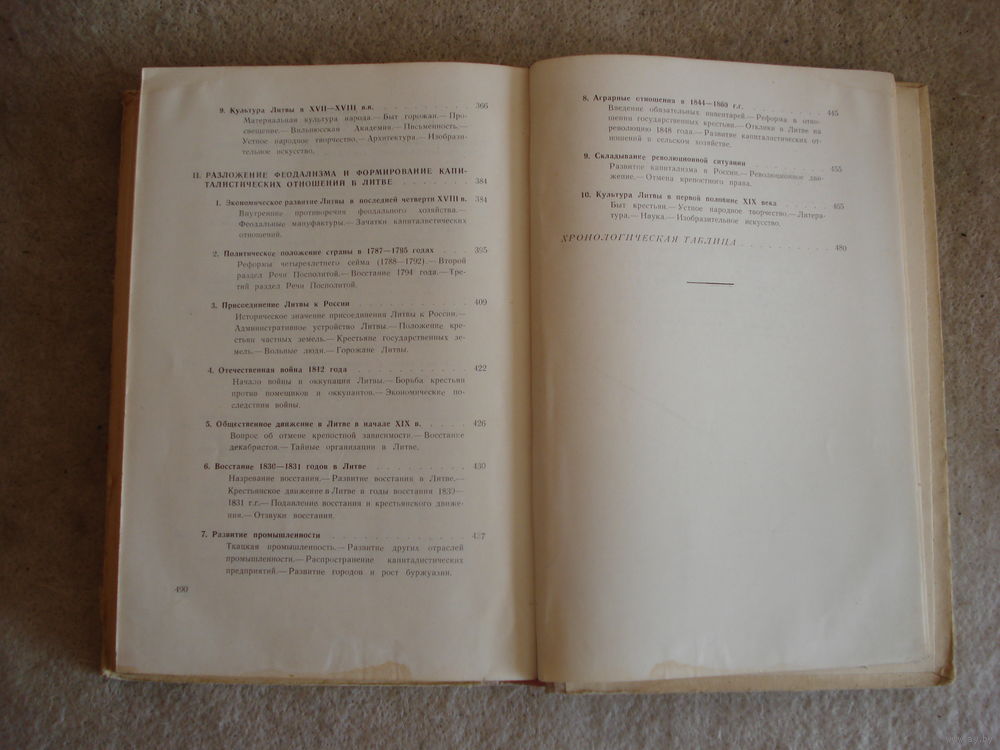 9. Культура Литвы в XVII—XVIII в.в. . . . . . . . . . 366
Материальная культура народа.— Быт горожан.— Про-
свещение.— Вильнюсская Академия.— Письменность.—
Устное народное творчество.— Архитектура.— Изобрази-
тельное искусство.
II. РАЗЛОЖЕНИЕ ФЕОДАЛИЗМА И ФОРМИРОВАНИЕ КАПИ-
ТАЛИСТИЧЕСКИХ ОТНОШЕНИЙ В ЛИТВЕ . . . . . . . 384
1. Экономическое развитие Литвы в последней четверти XVIII в. 384
Внутренние противоречия феодального хозяйства.—
Феодальные мануфактуры.— Зачатки капиталистических
отношений.
2. Политическое положение страны в 1787—1795 годах . . . 395
Реформы четырехлетнего сейма (1788—1792).— Второй
раздел Речи Посполитой.— Восстание 1794 года.— Тре-
тий раздел Речи Посполитой.
3. Присоединение Литвы к России . . . . . . . . . . 409
Историческое значение присоединения Литвы к России.—
Административное устройство Литвы.— Положение кре-
стьян частных земель.— Крестьяне государственных зе-
мель.— Вольные люди.— Горожане Литвы.
4. Отечественная война 1812 года . . . . . . . . . . 422
Начало войны и оккупация Литвы.— Борьба крестьян
против помещиков и оккупантов.— Экономические по-
следствия войны.
5. Общественное движение в Литве в начале XIX в. . . . . 426
Вопрос об отмене крепостной зависимости.— Восстание
декабристов.— Тайные организации в Литве.
6. Восстание 1830—1831 годов в Литве . . . . . . . . . 430
Назревание восстания.— Развитие восстания в Литве.—
Крестьянское движение в Литве в годы восстания 1830—
1831 г.г.— Подавление восстания и крестьянского движе-
ния.— Отзвуки восстания.
7. Развитие промышленности . . . . . . . . . . . . 437
Ткацкая промышленность.— Развитие других отраслей
промышленности.— Распространение капиталистических
предприятий.— Развитие городов и рост буржуазии.
490
8. Аграрные отношения в 1844—1860 г.г. . . . . . . . . 445
Введение обязательных инвентарей.— Реформа в отно-
шении государственных крестьян.— Отклики в Литве на
революцию 1848 года.— Развитие капиталистических от-
ношений в сельском хозяйстве.
9. Складывание революционной ситуации . . . . . . . . 455
Развитие капитализма в России.— Революционное дви-
жение.— Отмена крепостного права.
10. Культура Литвы в первой половине XIX века . . . . . 465
Быт крестьян.— Устное народное творчество.— Литера-
тура.— Наука.— Изобразительное искусство.
ХРОНОЛОГИЧЕСКАЯ ТАБЛИЦА . . . . . . . . . 480
www.ay.by